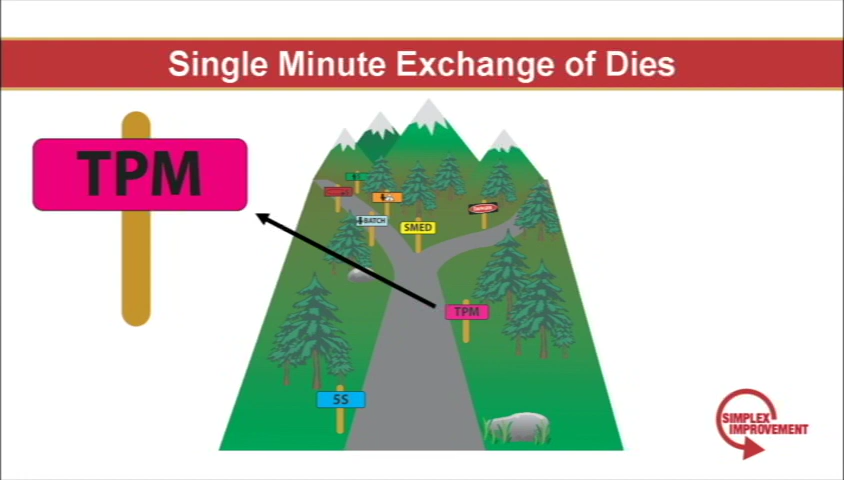 Single Minute Exchange of Dies
TPM
BATCH
SMED
TPM
5S
SIMPLEX
IMPROVEMENT